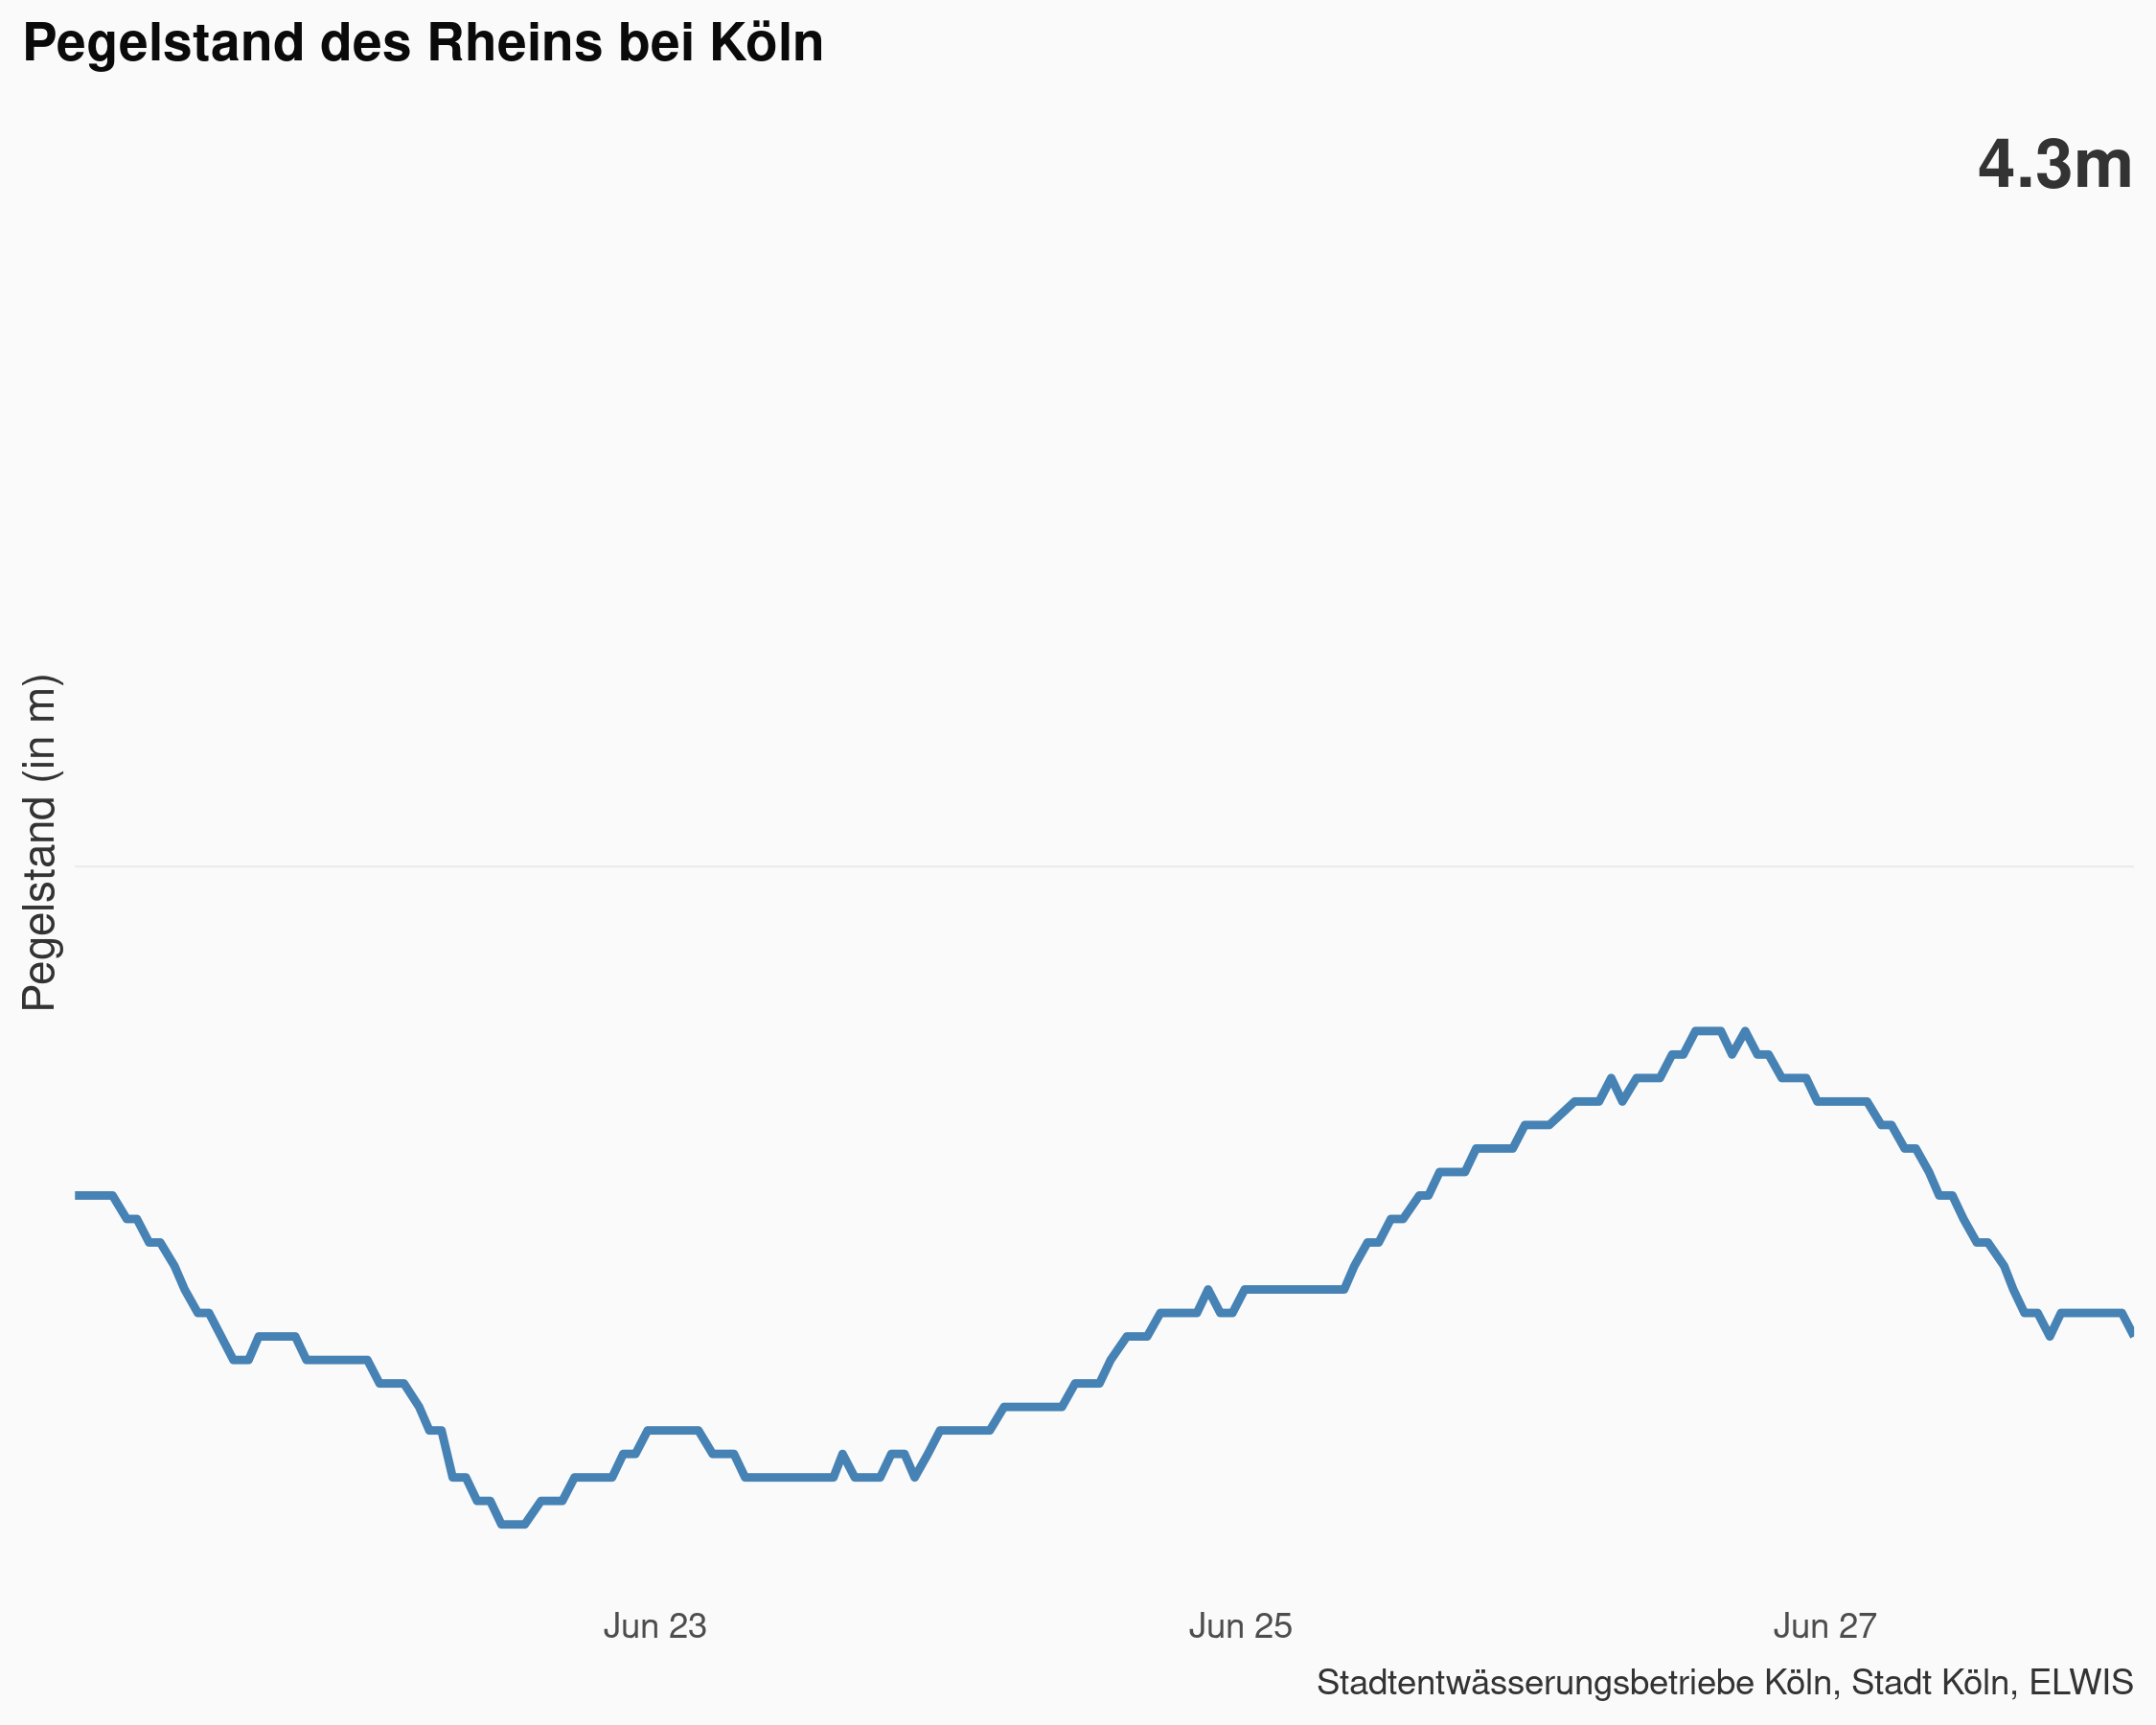 Pegelstand des Rheins bei Köln
4.3m
Pegelstand (in m)
Jun 23
Jun 25
Jun 27
Stadtentwässerungsbetriebe Köln, Stadt Köln, ELWIS